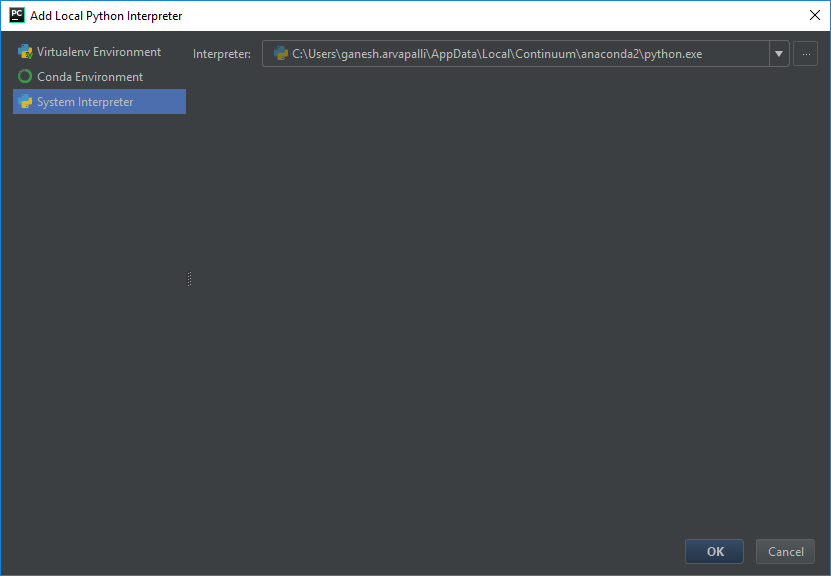 PC Add Local Python Interpreter
Virtualenv Environment
Conda Environment
System Interpreter
Interpreter: C:\Users\ganesh.arvapalli\AppData\Local\Continuum\anaconda2\python.exe ...
OK Cancel